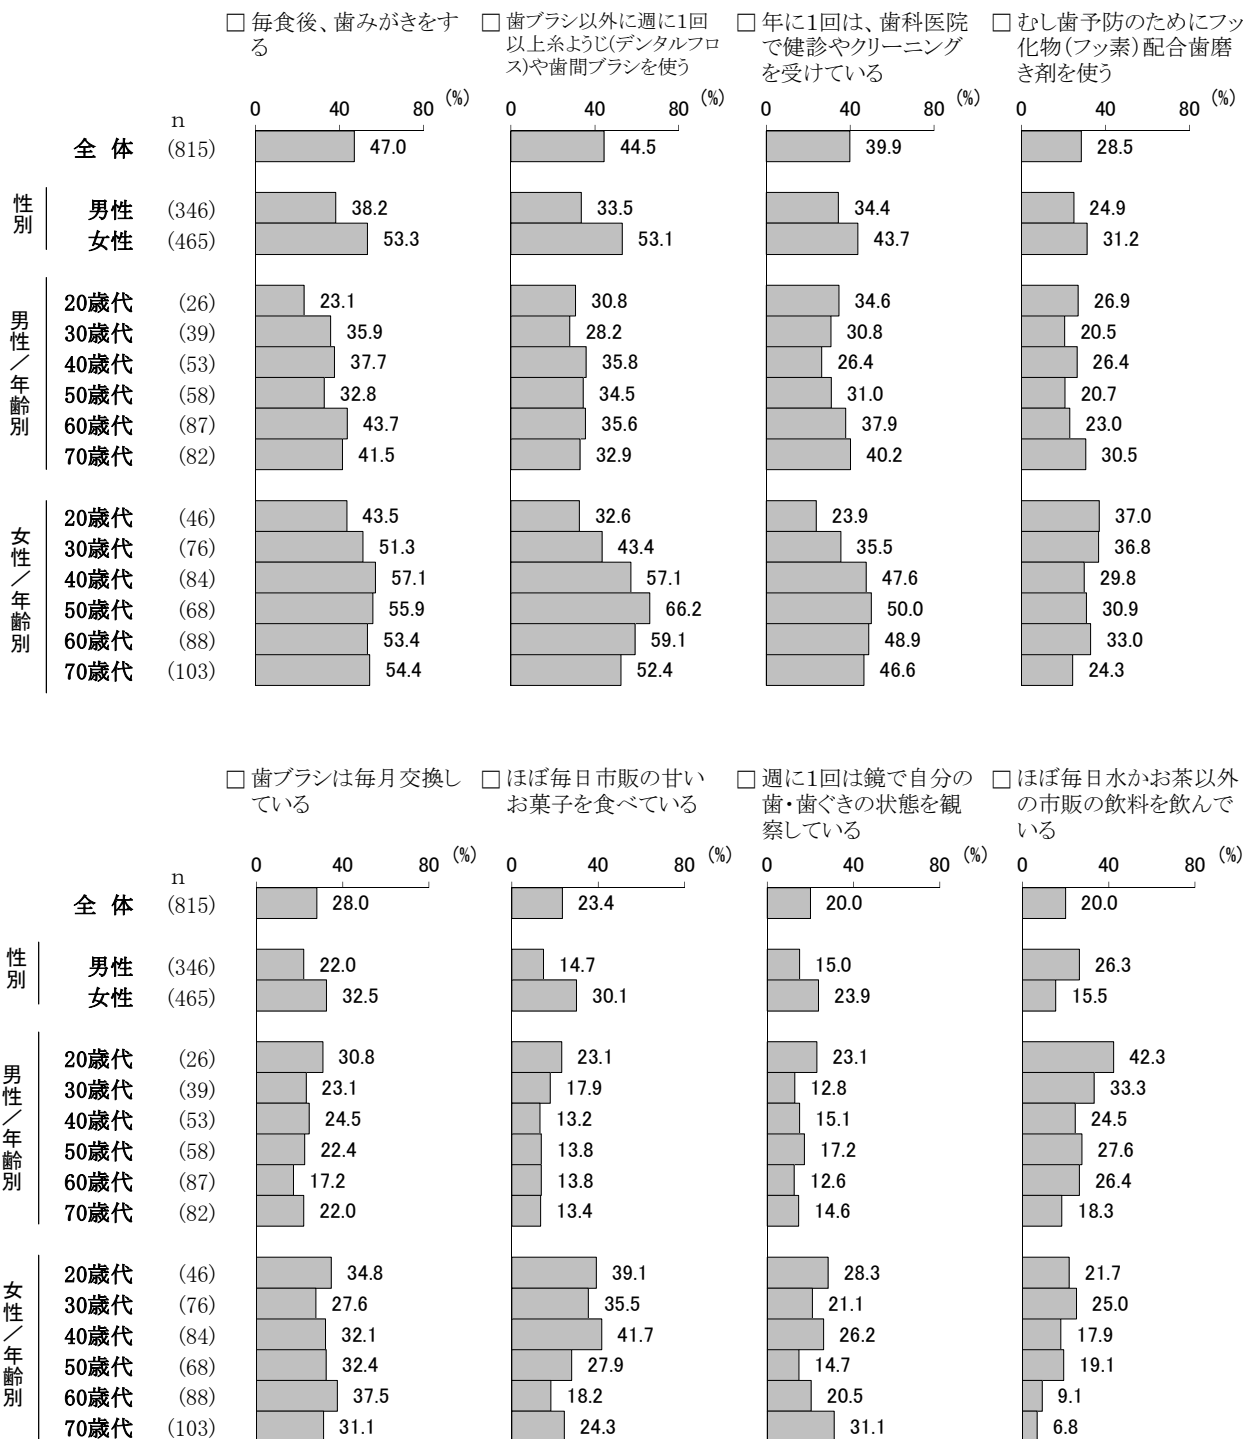 □ 毎食後、歯みがきをす
る
□ 歯ブラシ以外に週に1回
以上糸ようじ(デンタルフロ
ス)や歯間ブラシを使う
□ 年に1回は、歯科医院
で健診やクリーニング
を受けている
□ むし歯予防のためにフッ
化物(フッ素)配合歯磨
き剤を使う
0 40 80 (%) 0 40 80 (%) 0 40 80 (%) 0 40 80 (%)
n
全 体 (815) 47.0 44.5 39.9 28.5
性別
男性 (346) 38.2 33.5 34.4 24.9
女性 (465) 53.3 53.1 43.7 31.2
男性/年齢別
20歳代 (26) 23.1 30.8 34.6 26.9
30歳代 (39) 35.9 28.2 30.8 20.5
40歳代 (53) 37.7 35.8 26.4 26.4
50歳代 (58) 32.8 34.5 31.0 20.7
60歳代 (87) 43.7 35.6 37.9 23.0
70歳代 (82) 41.5 32.9 40.2 30.5
女性/年齢別
20歳代 (46) 43.5 32.6 23.9 37.0
30歳代 (76) 51.3 43.4 35.5 36.8
40歳代 (84) 57.1 57.1 47.6 29.8
50歳代 (68) 55.9 66.2 50.0 30.9
60歳代 (88) 53.4 59.1 48.9 33.0
70歳代 (103) 54.4 52.4 46.6 24.3
□ 歯ブラシは毎月交換し
ている
□ ほぼ毎日市販の甘い
お菓子を食べている
□ 週に1回は鏡で自分の
歯・歯ぐきの状態を観
察している
□ ほぼ毎日水かお茶以外
の市販の飲料を飲んで
いる
0 40 80 (%) 0 40 80 (%) 0 40 80 (%) 0 40 80 (%)
n
全 体 (815) 28.0 23.4 20.0 20.0
性別
男性 (346) 22.0 14.7 15.0 26.3
女性 (465) 32.5 30.1 23.9 15.5
男性/年齢別
20歳代 (26) 30.8 23.1 23.1 42.3
30歳代 (39) 23.1 17.9 12.8 33.3
40歳代 (53) 24.5 13.2 15.1 24.5
50歳代 (58) 22.4 13.8 17.2 27.6
60歳代 (87) 17.2 13.8 12.6 26.4
70歳代 (82) 22.0 13.4 14.6 18.3
女性/年齢別
20歳代 (46) 34.8 39.1 28.3 21.7
30歳代 (76) 27.6 35.5 21.1 25.0
40歳代 (84) 32.1 41.7 26.2 17.9
50歳代 (68) 32.4 27.9 14.7 19.1
60歳代 (88) 37.5 18.2 20.5 9.1
70歳代 (103) 31.1 24.3 31.1 6.8